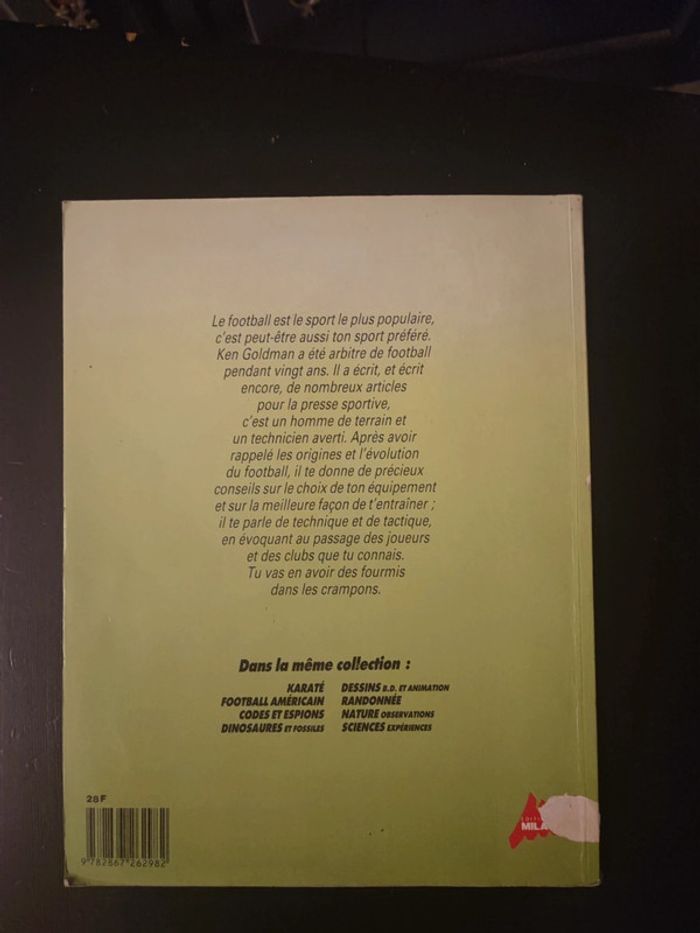 Le football est le sport le plus populaire,
c'est peut-être aussi ton sport préféré.
Ken Goldman a été arbitre de football
pendant vingt ans. Il a écrit, et écrit
encore, de nombreux articles
pour la presse sportive,
c'est un homme de terrain et
un technicien averti. Après avoir
rappelé les origines et l'évolution
du football, il te donne de précieux
conseils sur le choix de ton équipement
et sur la meilleure façon de t'entraîner ;
il te parle de technique et de tactique,
en évoquant au passage des joueurs
et des clubs que tu connais.
Tu vas en avoir des fourmis
dans les crampons.
Dans la même collection :
KARATÉ
FOOTBALL AMÉRICAIN
CODES ET ESPIONS
DINOSAURES ET FOSSILES
DESSINS B.D. ET ANIMATION
RANDONNÉE
NATURE OBSERVATIONS
SCIENCES EXPÉRIENCES
28 F
9 782867 262982